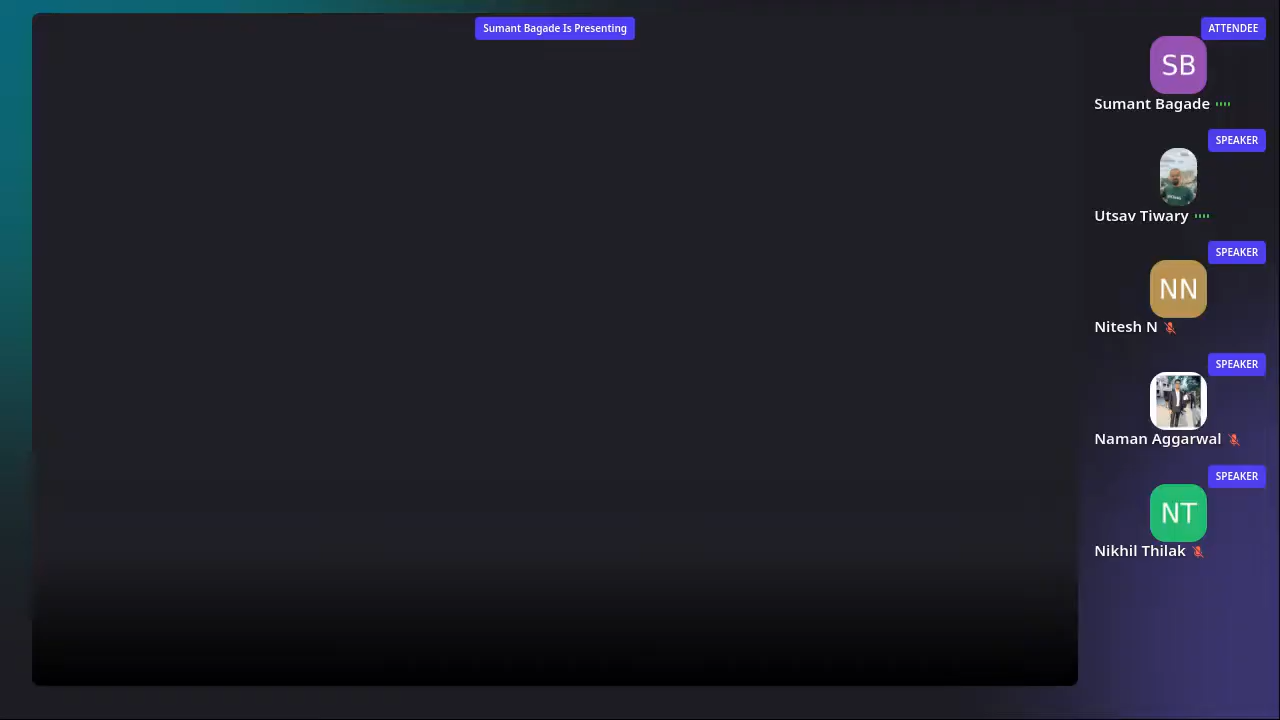 Sumant Bagade Is Presenting
ATTENDEE
SB
Sumant Bagade
SPEAKER
Utsav Tiwary
SPEAKER
NN
Nitesh N
SPEAKER
Naman Aggarwal
SPEAKER
NT
Nikhil Thilak